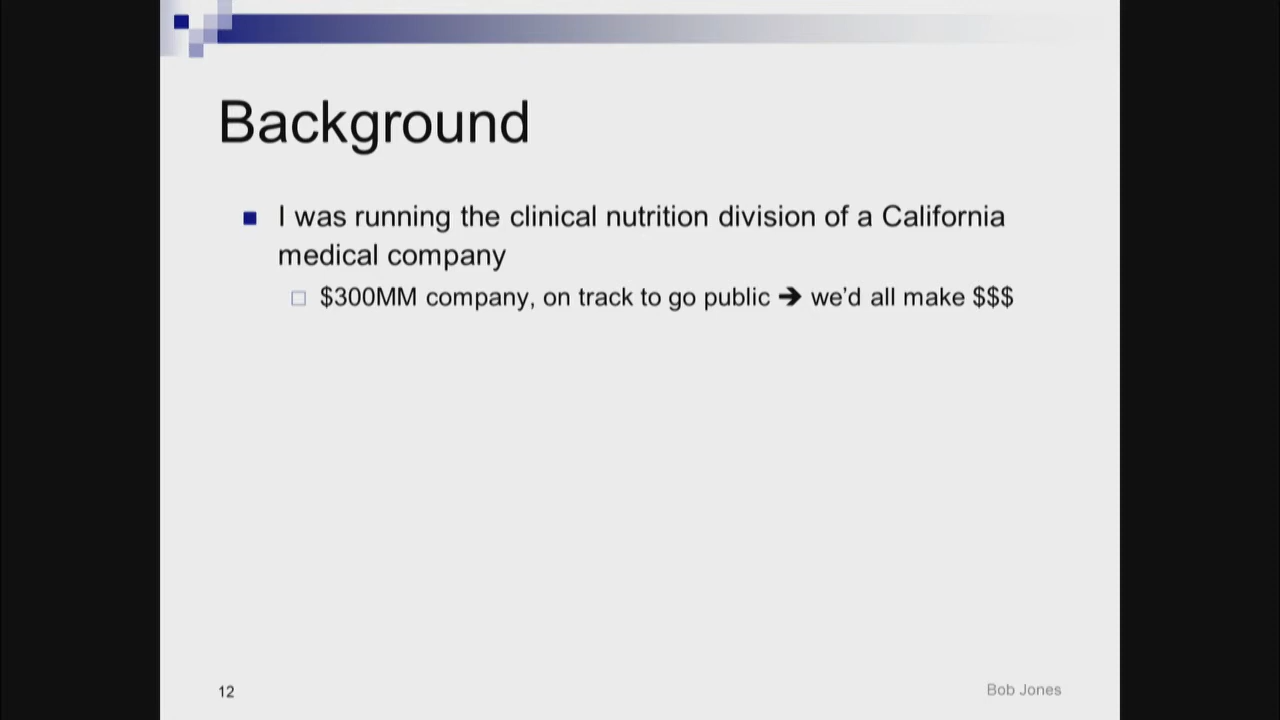 Background
I was running the clinical nutrition division of a California
medical company
$300MM company, on track to go public ➔ we'd all make $$$
12
Bob Jones